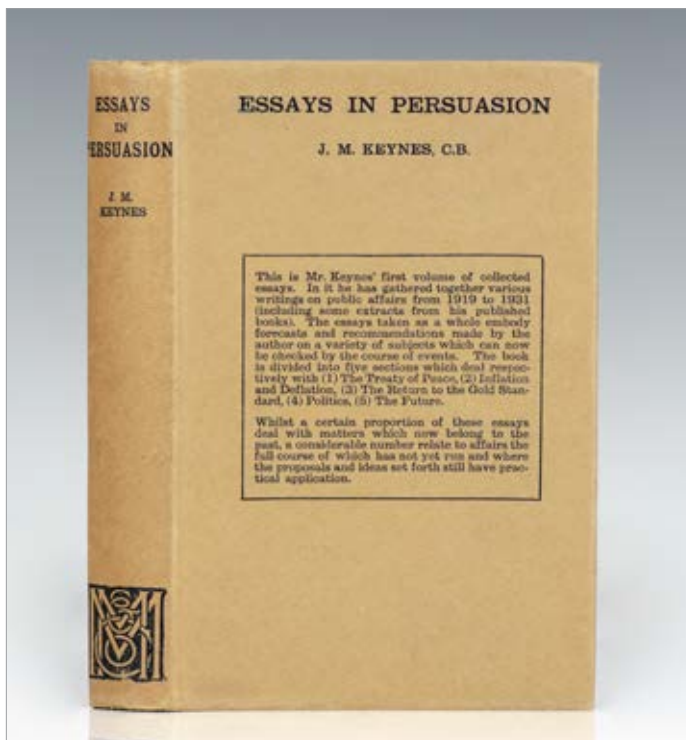 ESSAYS
IN
PERSUASION
J. M.
KEYNES
ESSAYS IN PERSUASION
J. M. KEYNES, C.B.
This is Mr. Keynes' first volume of collected
essays. In it he has gathered together various
writings on public affairs from 1919 to 1931
(including some extracts from his published
books). The essays taken as a whole embody
forecasts and recommendations made by the
author on a variety of subjects which can now
be checked by the course of events. The book
is divided into five sections which deal respec-
tively with (1) The Treaty of Peace, (2) Inflation
and Deflation, (3) The Return to the Gold Stan-
dard, (4) Politics, (5) The Future.
Whilst a certain proportion of these essays
deal with matters which now belong to the
past, a considerable number relate to affairs the
full course of which has not yet run and where
the proposals and ideas set forth still have prac-
tical application.